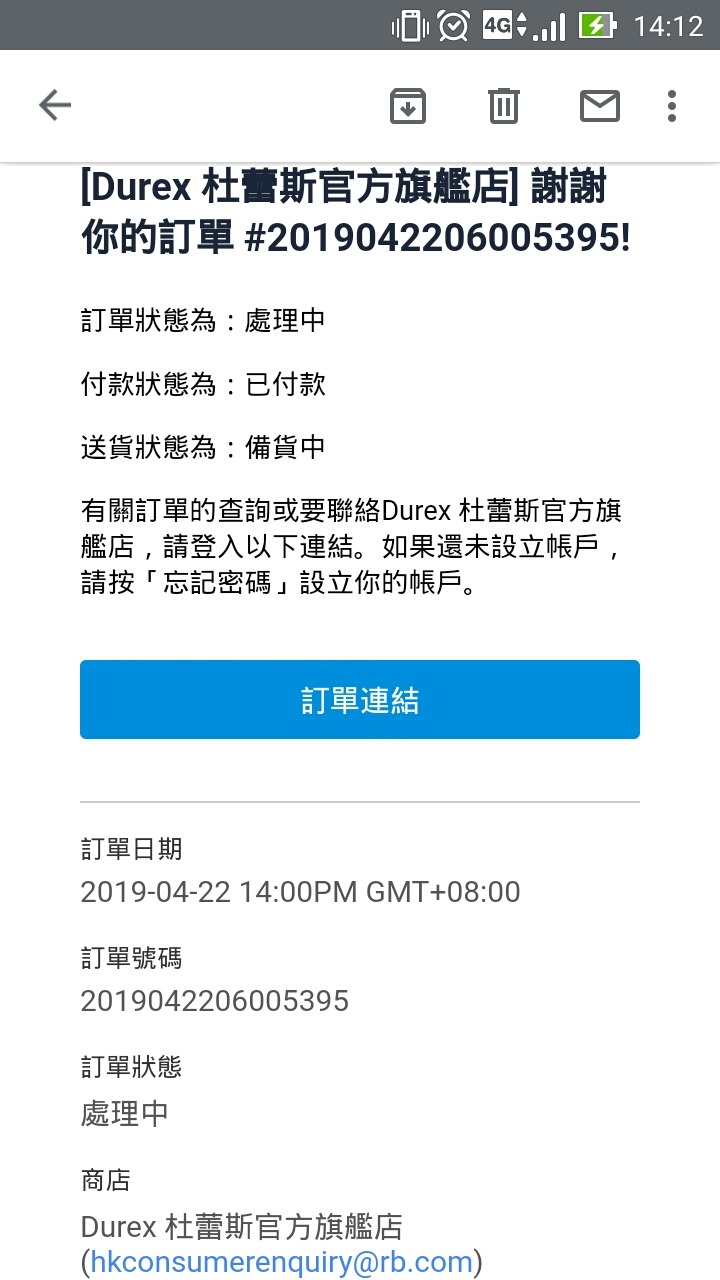 4G 14:12
[Durex 杜蕾斯官方旗艦店] 謝謝
你的訂單 #2019042206005395!
訂單狀態為：處理中
付款狀態為：已付款
送貨狀態為：備貨中
有關訂單的查詢或要聯絡Durex 杜蕾斯官方旗
艦店，請登入以下連結。如果還未設立帳戶，
請按「忘記密碼」設立你的帳戶。
訂單連結
訂單日期
2019-04-22 14:00PM GMT+08:00
訂單號碼
2019042206005395
訂單狀態
處理中
商店
Durex 杜蕾斯官方旗艦店
(hkconsumerenquiry@rb.com)